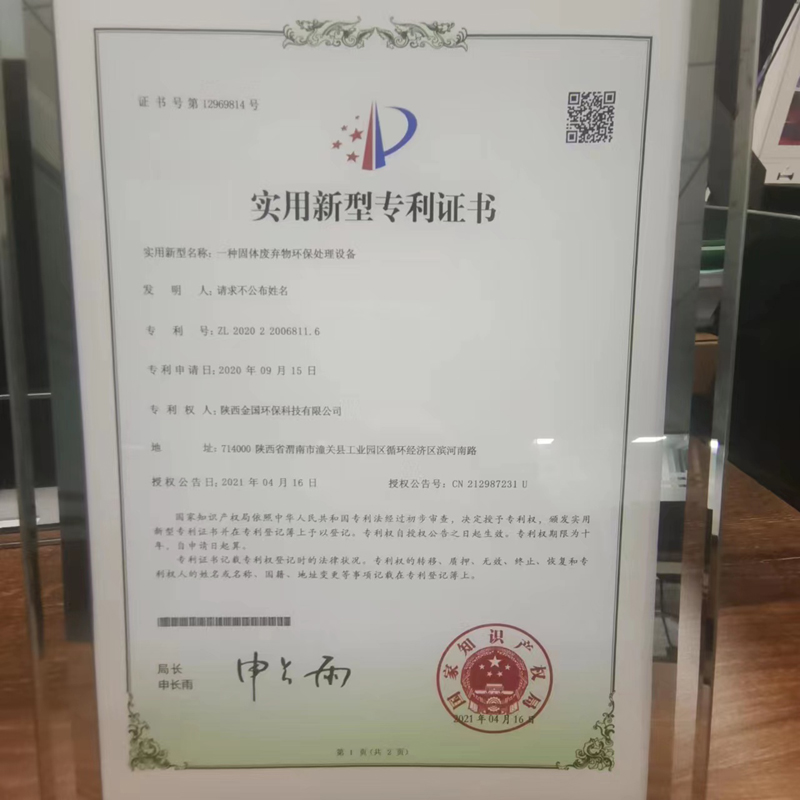 证书号第12969814号
实用新型专利证书
实用新型名称：一种固体废弃物环保处理设备
发明人：请求不公布姓名
专利号：ZL 2020 2 2006811.6
专利申请日：2020年09月15日
专利权人：陕西金国环保科技有限公司
地址：714000 陕西省渭南市潼关县工业园区循环经济区滨河南路
授权公告日：2021年04月16日 授权公告号：CN 212987231 U
国家知识产权局依照中华人民共和国专利法经过初步审查，决定授予专利权，颁发实用
新型专利证书并在专利登记簿上予以登记。专利权自授权公告之日起生效。专利权期限为十
年，自申请日起算。
专利证书记载专利权登记时的法律状况。专利权的转移、质押、无效、终止、恢复和专
利权人的姓名或名称、国籍、地址变更等事项记载在专利登记簿上。
局长
申长雨
申长雨
国家知识产权局
2021年04月16日
第1页(共2页)